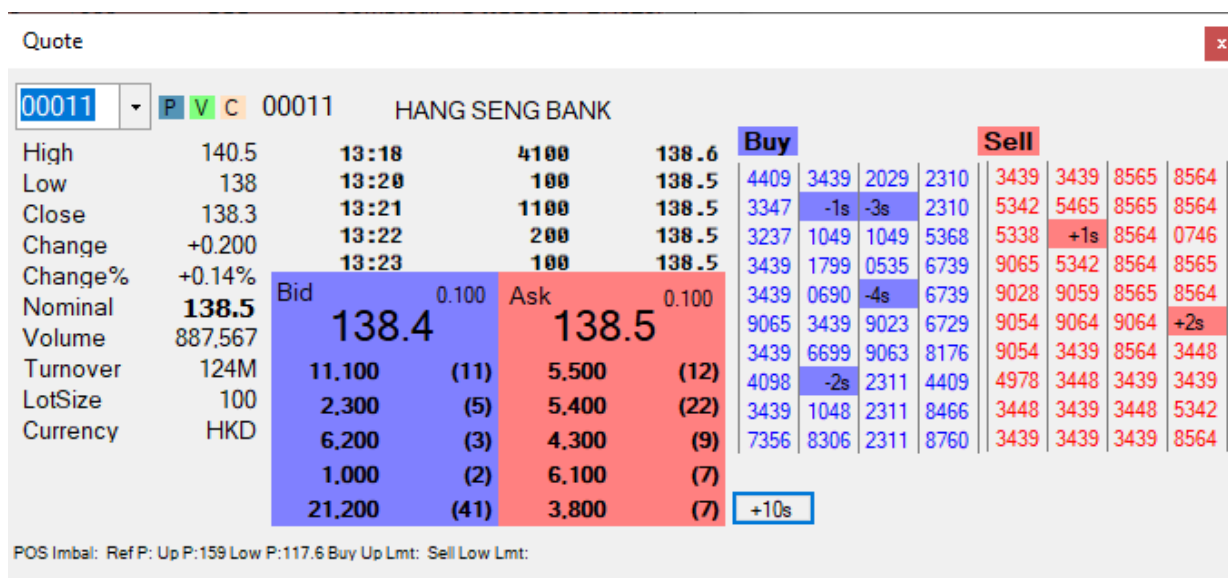 Quote
x
00011 P V C 00011 HANG SENG BANK
High 140.5
Low 138
Close 138.3
Change +0.200
Change% +0.14%
Nominal 138.5
Volume 887,567
Turnover 124M
LotSize 100
Currency HKD
13:18 4100 138.6
13:20 100 138.5
13:21 1100 138.5
13:22 200 138.5
13:23 100 138.5
Bid 0.100 Ask 0.100
138.4 138.5
11,100 (11) 5,500 (12)
2,300 (5) 5,400 (22)
6,200 (3) 4,300 (9)
1,000 (2) 6,100 (7)
21,200 (41) 3,800 (7)
Buy Sell
4409 3439 2029 2310 3439 3439 8565 8564
3347 -1s -3s 2310 5342 5465 8565 8564
3237 1049 1049 5368 5338 +1s 8564 0746
3439 1799 0535 6739 9065 5342 8564 8565
3439 0690 -4s 6739 9028 9059 8565 8564
9065 3439 9023 6729 9054 9064 9064 +2s
3439 6699 9063 8176 9054 3439 8564 3448
4098 -2s 2311 4409 4978 3448 3439 3439
3439 1048 2311 8466 3448 3439 3448 5342
7356 8306 2311 8760 3439 3439 3439 8564
+10s
POS Imbal: Ref P: Up P:159 Low P:117.6 Buy Up Lmt: Sell Low Lmt: